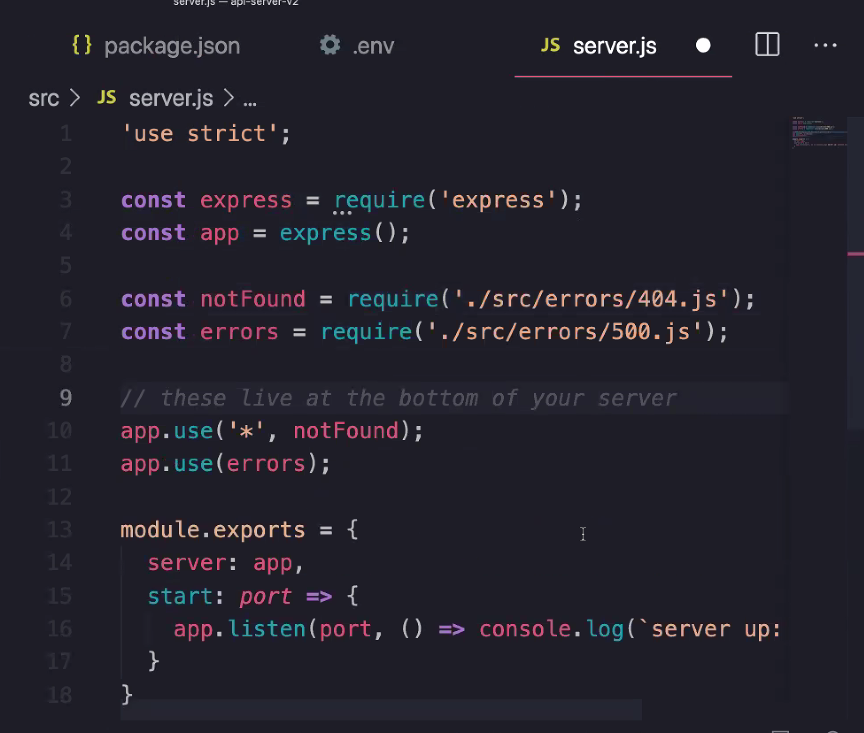 server.js — api-server-v2
{} package.json .env JS server.js
src > JS server.js > ...
1 'use strict';
2
3 const express = require('express');
4 const app = express();
5
6 const notFound = require('./src/errors/404.js');
7 const errors = require('./src/errors/500.js');
8
9 // these live at the bottom of your server
10 app.use('*', notFound);
11 app.use(errors);
12
13 module.exports = {
14 server: app,
15 start: port => {
16 app.listen(port, () => console.log(`server up:
17 }
18 }